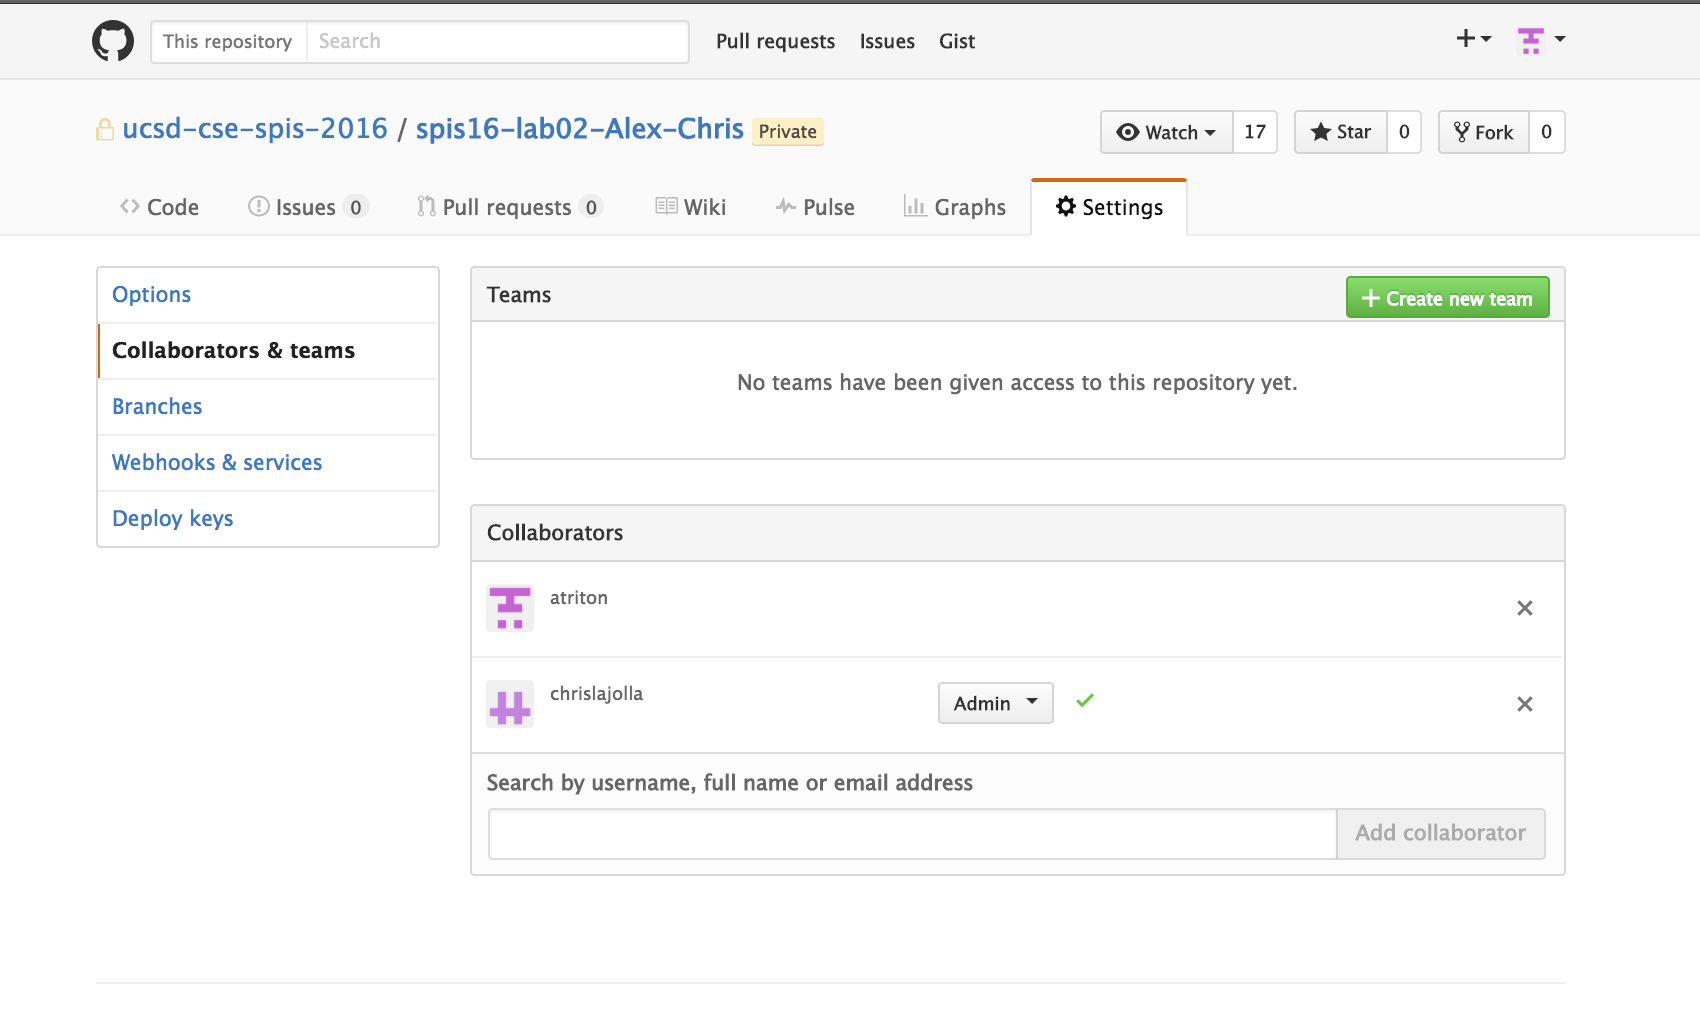 This repository Search Pull requests Issues Gist
ucsd-cse-spis-2016 / spis16-lab02-Alex-Chris Private Watch 17 Star 0 Fork 0
Code Issues 0 Pull requests 0 Wiki Pulse Graphs Settings
Options
Collaborators & teams
Branches
Webhooks & services
Deploy keys
Teams Create new team
No teams have been given access to this repository yet.
Collaborators
atriton
chrislajolla Admin
Search by username, full name or email address
Add collaborator